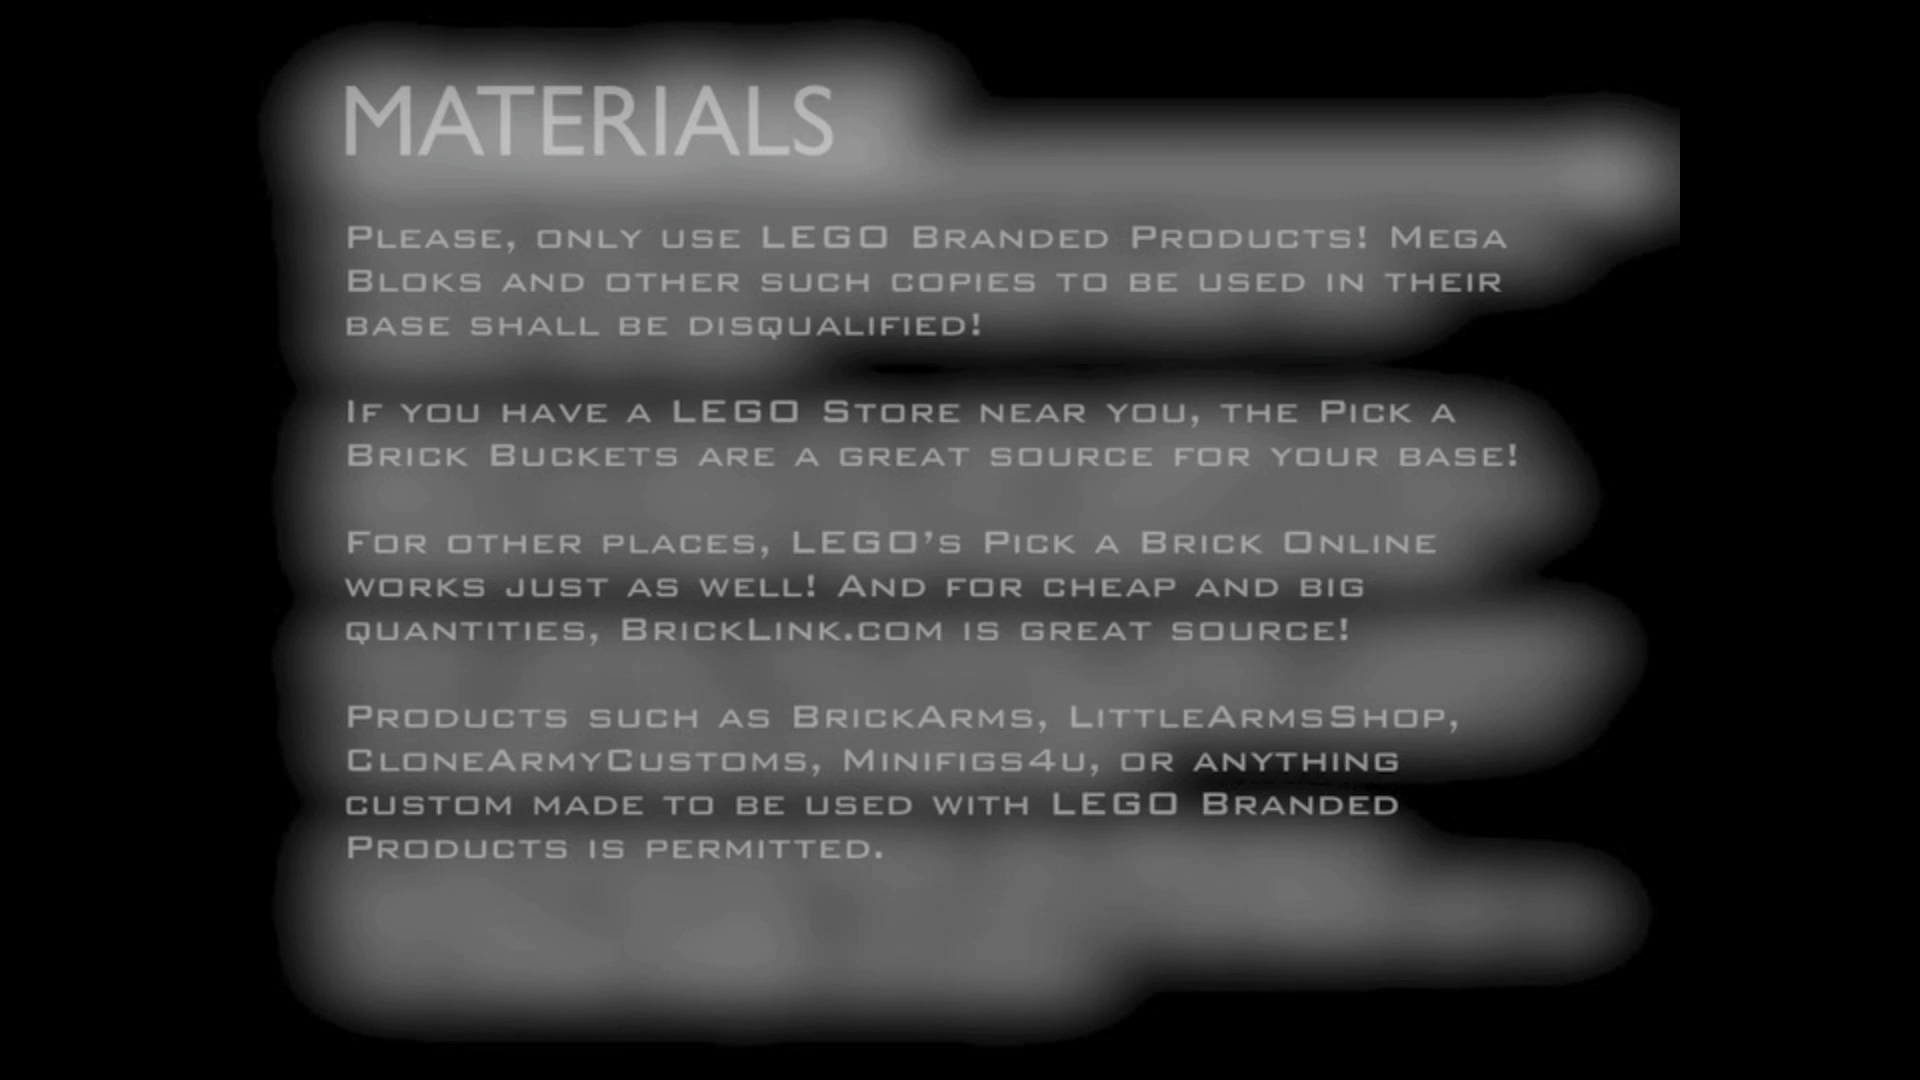 MATERIALS
Please, only use LEGO Branded Products! Mega
Bloks and other such copies to be used in their
base shall be disqualified!
If you have a LEGO Store near you, the Pick a
Brick Buckets are a great source for your base!
For other places, LEGO's Pick a Brick Online
works just as well! And for cheap and big
quantities, BrickLink.com is great source!
Products such as BrickArms, LittleArmsShop,
CloneArmyCustoms, Minifigs4u, or anything
custom made to be used with LEGO Branded
Products is permitted.